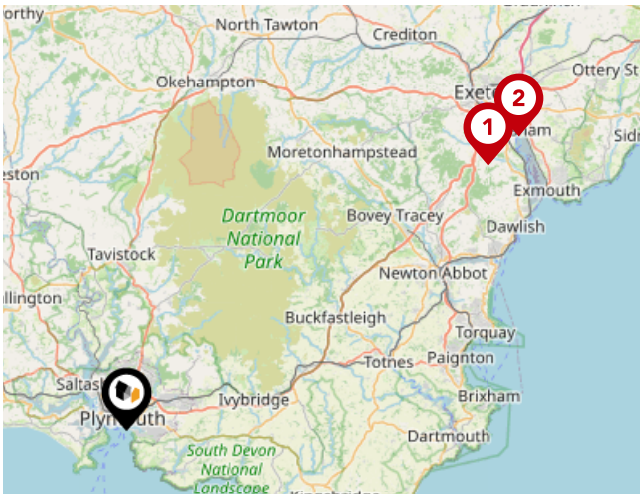 orthy
North Tawton
Crediton
Okehampton
Ottery St
Exete
2
1
ham
Sidr
Moretonhampstead
eston
Exmouth
Dartmoor
National
Park
Bovey Tracey
Dawlish
Tavistock
Newton Abbot
llington
Buckfastleigh
Torquay
Totnes
Paignton
Saltash
Ivybridge
Brixham
Plymouth
Dartmouth
South Devon
National
Landscape